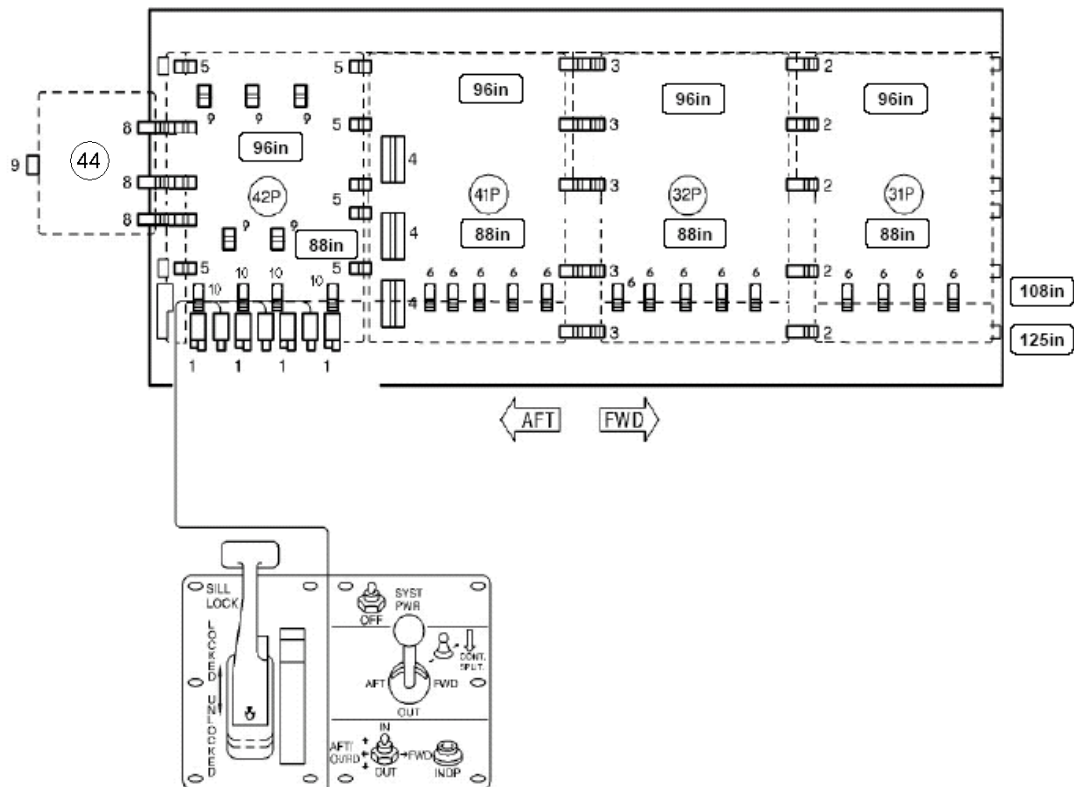 5 5 3 2
96in 96in 96in
9 9 9
8 5 3 2
96in
9 44 4
8 42P 5 41P 3 32P 2 31P
8 9 9 88in 88in 88in 88in
5 4
5 10 10 10 10 3 2
6 6 6 6 6 6 6 6 6 6 6 6 6 6
108in
4
3 2 125in
1 1 1 1
AFT FWD
SILL LOCK
LOCKED UNLOCKED
SYST PWR
OFF
CONT. SPLIT.
AFT FWD
OUT
IN
AFT/ OUT FWD INDP